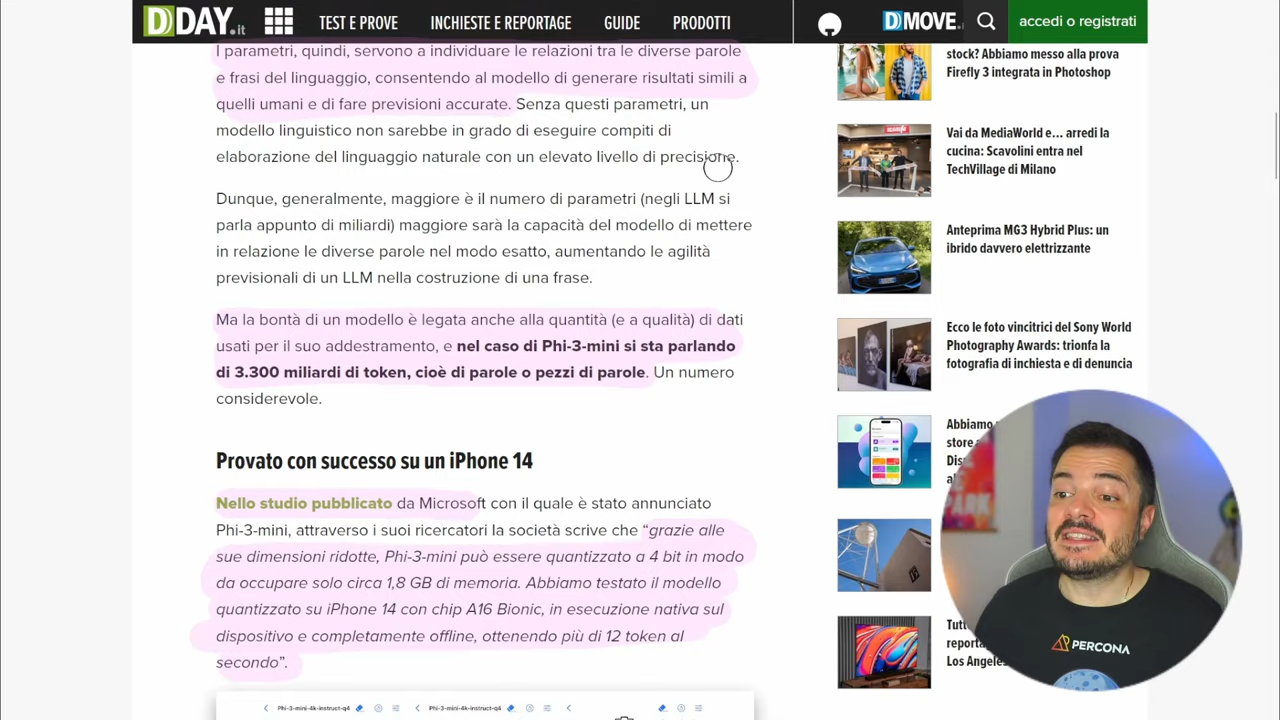 DDAY.it
TEST E PROVE
INCHIESTE E REPORTAGE
GUIDE
PRODOTTI
DMOVE
accedi o registrati
I parametri, quindi, servono a individuare le relazioni tra le diverse parole
e frasi del linguaggio, consentendo al modello di generare risultati simili a
quelli umani e di fare previsioni accurate. Senza questi parametri, un
modello linguistico non sarebbe in grado di eseguire compiti di
elaborazione del linguaggio naturale con un elevato livello di precisione.
Dunque, generalmente, maggiore è il numero di parametri (negli LLM si
parla appunto di miliardi) maggiore sarà la capacità del modello di mettere
in relazione le diverse parole nel modo esatto, aumentando le agilità
previsionali di un LLM nella costruzione di una frase.
Ma la bontà di un modello è legata anche alla quantità (e a qualità) di dati
usati per il suo addestramento, e nel caso di Phi-3-mini si sta parlando
di 3.300 miliardi di token, cioè di parole o pezzi di parole. Un numero
considerevole.
Provato con successo su un iPhone 14
Nello studio pubblicato da Microsoft con il quale è stato annunciato
Phi-3-mini, attraverso i suoi ricercatori la società scrive che “grazie alle
sue dimensioni ridotte, Phi-3-mini può essere quantizzato a 4 bit in modo
da occupare solo circa 1,8 GB di memoria. Abbiamo testato il modello
quantizzato su iPhone 14 con chip A16 Bionic, in esecuzione nativa sul
dispositivo e completamente offline, ottenendo più di 12 token al
secondo”.
Phi-3-mini-4k-instruct-q4
Phi-3-mini-4k-instruct-q4
stock? Abbiamo messo alla prova
Firefly 3 integrata in Photoshop
Vai da MediaWorld e... arredi la
cucina: Scavolini entra nel
TechVillage di Milano
Anteprima MG3 Hybrid Plus: un
ibrido davvero elettrizzante
Ecco le foto vincitrici del Sony World
Photography Awards: trionfa la
fotografia di inchiesta e di denuncia
Abbiamo
store
Tutt
reporta
Los Angeles
PERCONA